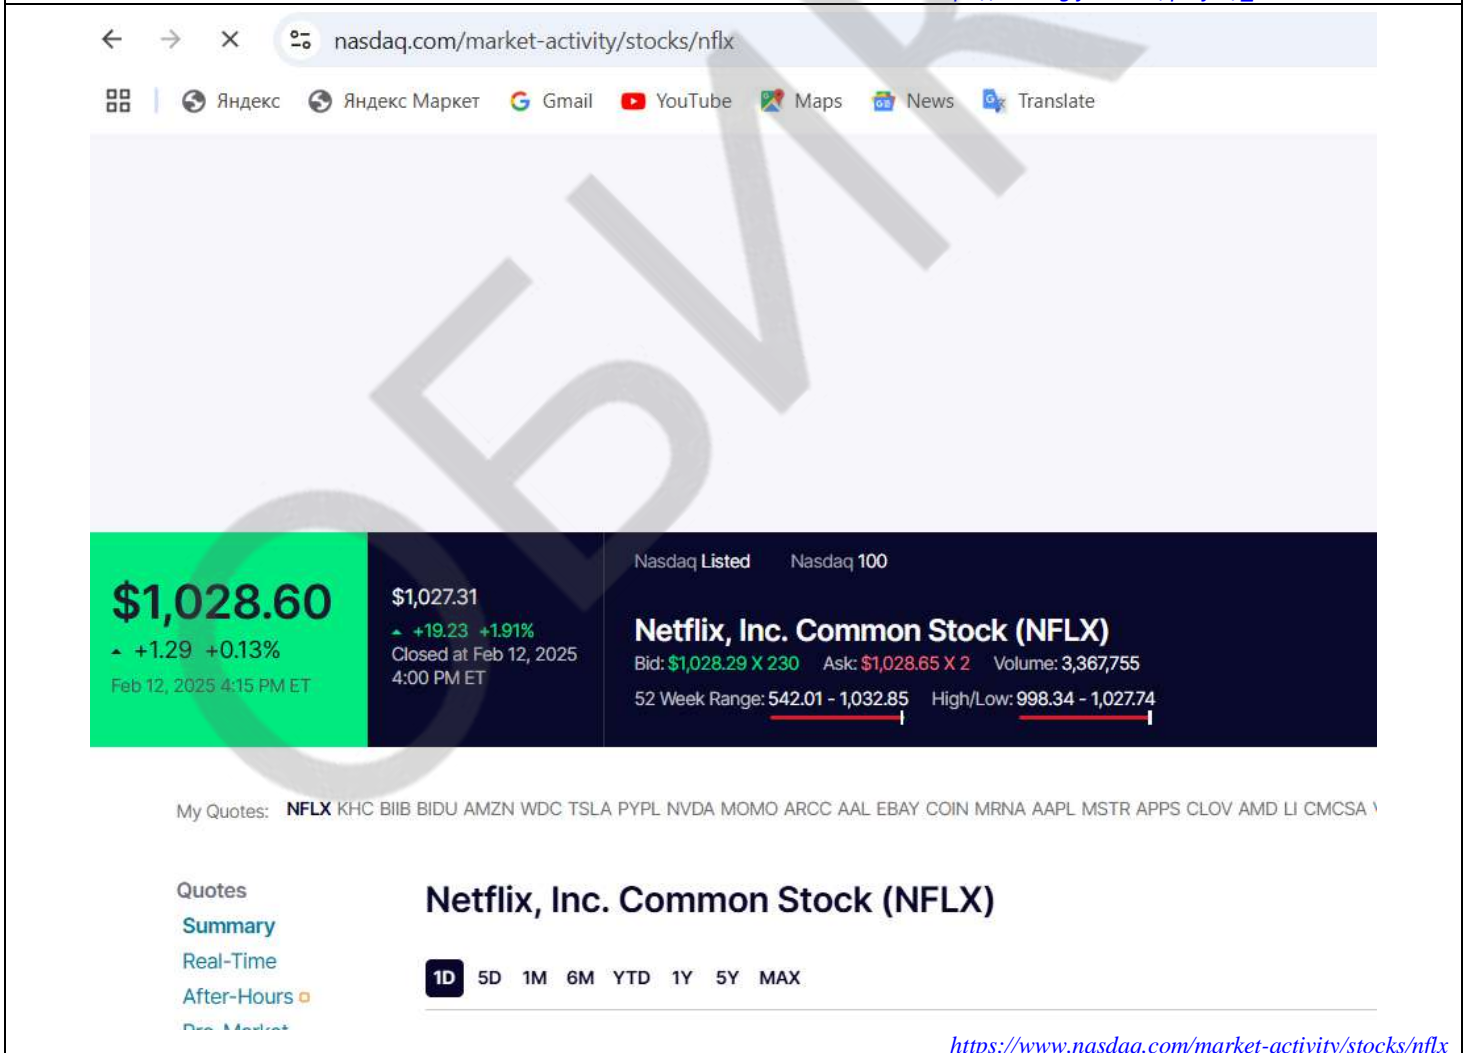 nasdaq.com/market-activity/stocks/nflx
Яндекс Яндекс Маркет Gmail YouTube Maps News Translate
ОБИК
$1,028.60
+1.29 +0.13%
Feb 12, 2025 4:15 PM ET
$1,027.31
+19.23 +1.91%
Closed at Feb 12, 2025
4:00 PM ET
Nasdaq Listed Nasdaq 100
Netflix, Inc. Common Stock (NFLX)
Bid: $1,028.29 X 230 Ask: $1,028.65 X 2 Volume: 3,367,755
52 Week Range: 542.01 - 1,032.85 High/Low: 998.34 - 1,027.74
My Quotes: NFLX KHC BIIB BIDU AMZN WDC TSLA PYPL NVDA MOMO ARCC AAL EBAY COIN MRNA AAPL MSTR APPS CLOV AMD LI CMCSA
Quotes
Summary
Real-Time
After-Hours
Pre-Market
Netflix, Inc. Common Stock (NFLX)
1D 5D 1M 6M YTD 1Y 5Y MAX
https://www.nasdaq.com/market-activity/stocks/nflx